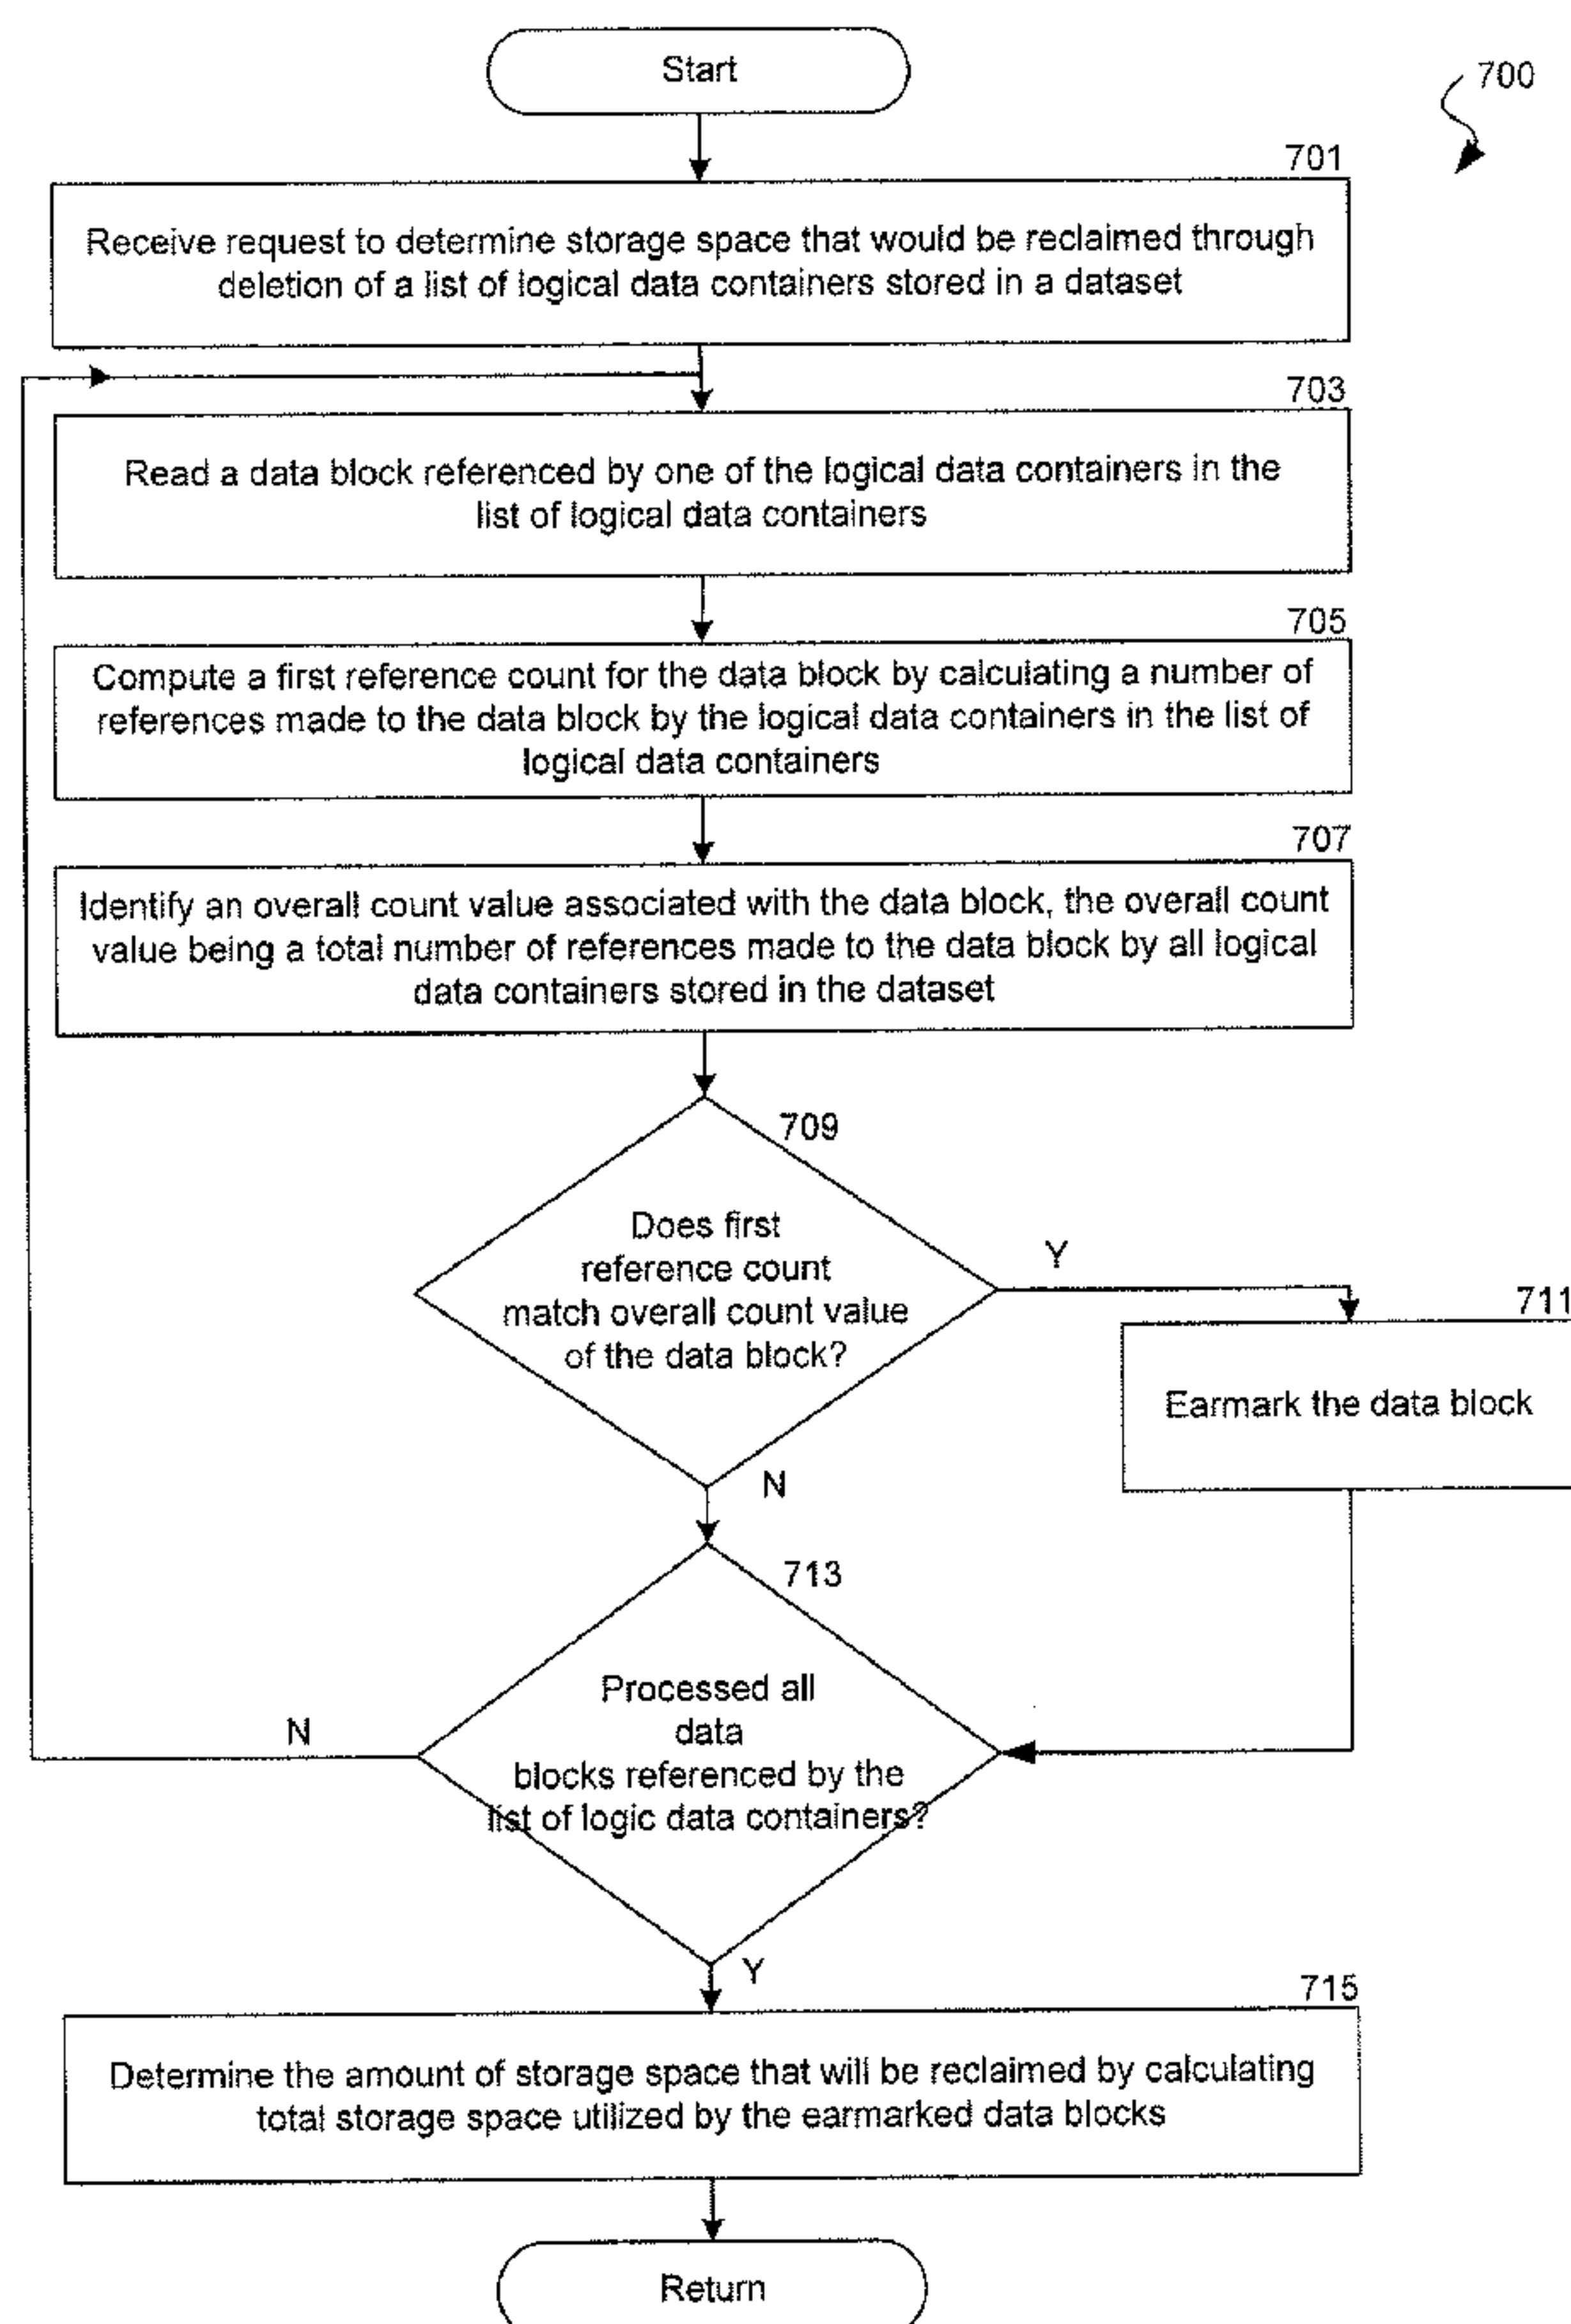 Start
700
701
Receive request to determine storage space that would be reclaimed through
deletion of a list of logical data containers stored in a dataset
703
Read a data block referenced by one of the logical data containers in the
list of logical data containers
705
Compute a first reference count for the data block by calculating a number of
references made to the data block by the logical data containers in the list of
logical data containers
707
Identify an overall count value associated with the data block, the overall count
value being a total number of references made to the data block by all logical
data containers stored in the dataset
709
Does first
reference count
match overall count value
of the data block?
Y
711
Earmark the data block
N
713
Processed all
data
blocks referenced by the
list of logic data containers?
N
Y
715
Determine the amount of storage space that will be reclaimed by calculating
total storage space utilized by the earmarked data blocks
Return